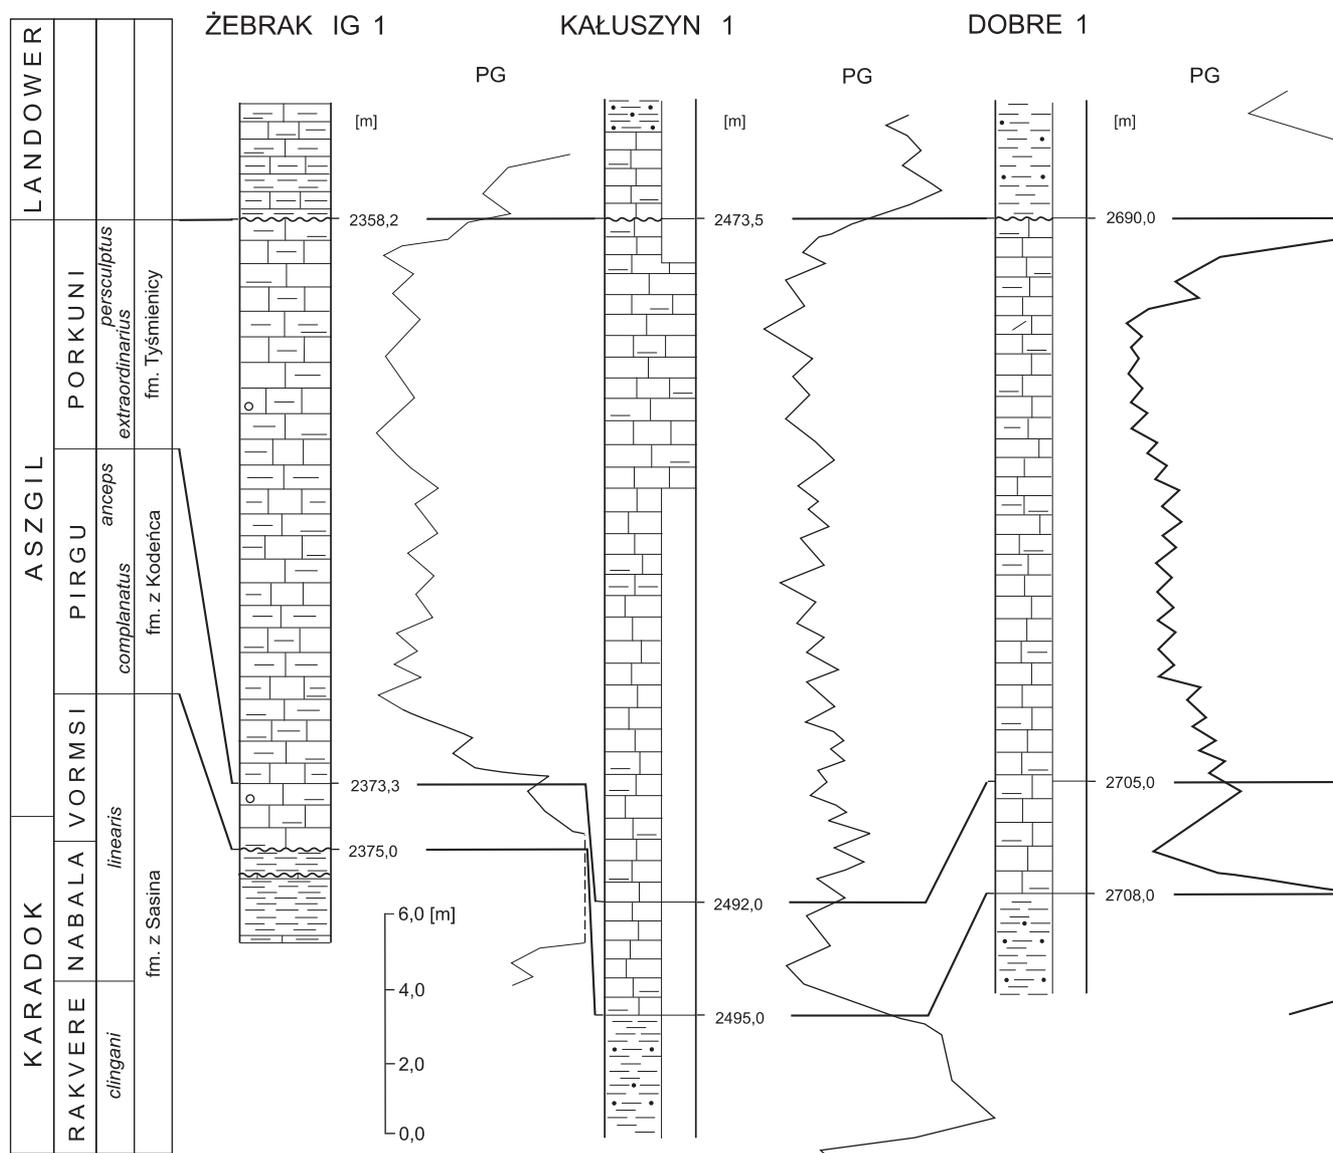 ŻEBRAK IG 1
KAŁUSZYN 1
DOBRE 1
PG
PG
PG
[m]
[m]
[m]
LANDOWER
ASZGIL
KARADOK
PORKUNI
PIRGU
VORMSI
NABALA
RAKVERE
persculptus
extraordinarius
anceps
complanatus
linearis
clingani
fm. Tyśmienicy
fm. z Kodeńca
fm. z Sasina
2358,2
2373,3
2375,0
2473,5
2492,0
2495,0
2690,0
2705,0
2708,0
6,0 [m]
4,0
2,0
0,0